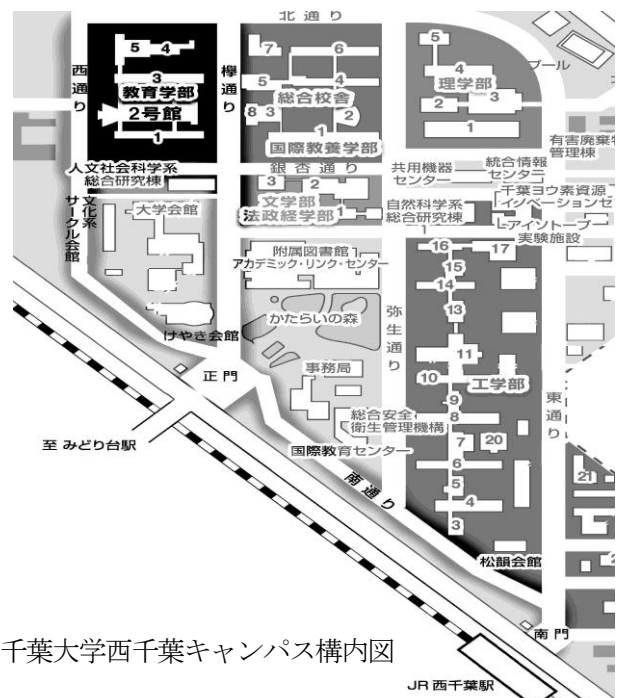 北通り
西通り
欅通り
5
4
3
教育学部
2号館
1
7
6
5
4
総合校舎
8
3
2
1
国際教養学部
5
4
理学部
2
3
1
プール
有害廃棄物
管理棟
人文社会科学系
総合研究棟
銀杏通り
共用機器
センター
統合情報
センター
3
2
文学部
法政経学部
1
自然科学系
総合研究棟
1
千葉ヨウ素資源
イノベーションセ
アイソトープ
実験施設
文化系
サークル会館
大学会館
附属図書館
アカデミック・リンク・センター
16
17
15
14
13
弥生通り
かたらいの森
けやき会館
11
10
工学部
正門
事務局
9
8
総合安全
衛生管理機構
7
20
東通り
至 みどり台駅
国際教育センター
6
5
4
3
21
2
南通り
松韻会館
南門
千葉大学西千葉キャンパス構内図
JR 西千葉駅